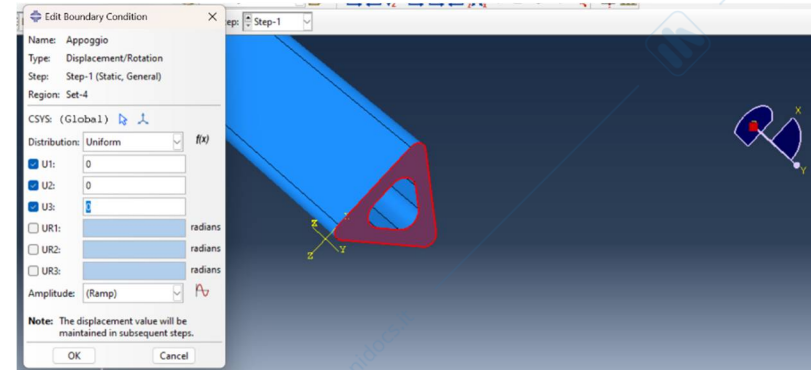 Edit Boundary Condition
ep: Step-1
Name: Appoggio
Type: Displacement/Rotation
Step: Step-1 (Static, General)
Region: Set-4
CSYS: (Global)
Distribution: Uniform f(x)
U1: 0
U2: 0
U3: 0
UR1: radians
UR2: radians
UR3: radians
Amplitude: (Ramp)
Note: The displacement value will be
maintained in subsequent steps.
OK Cancel
X
Y
Z
Y